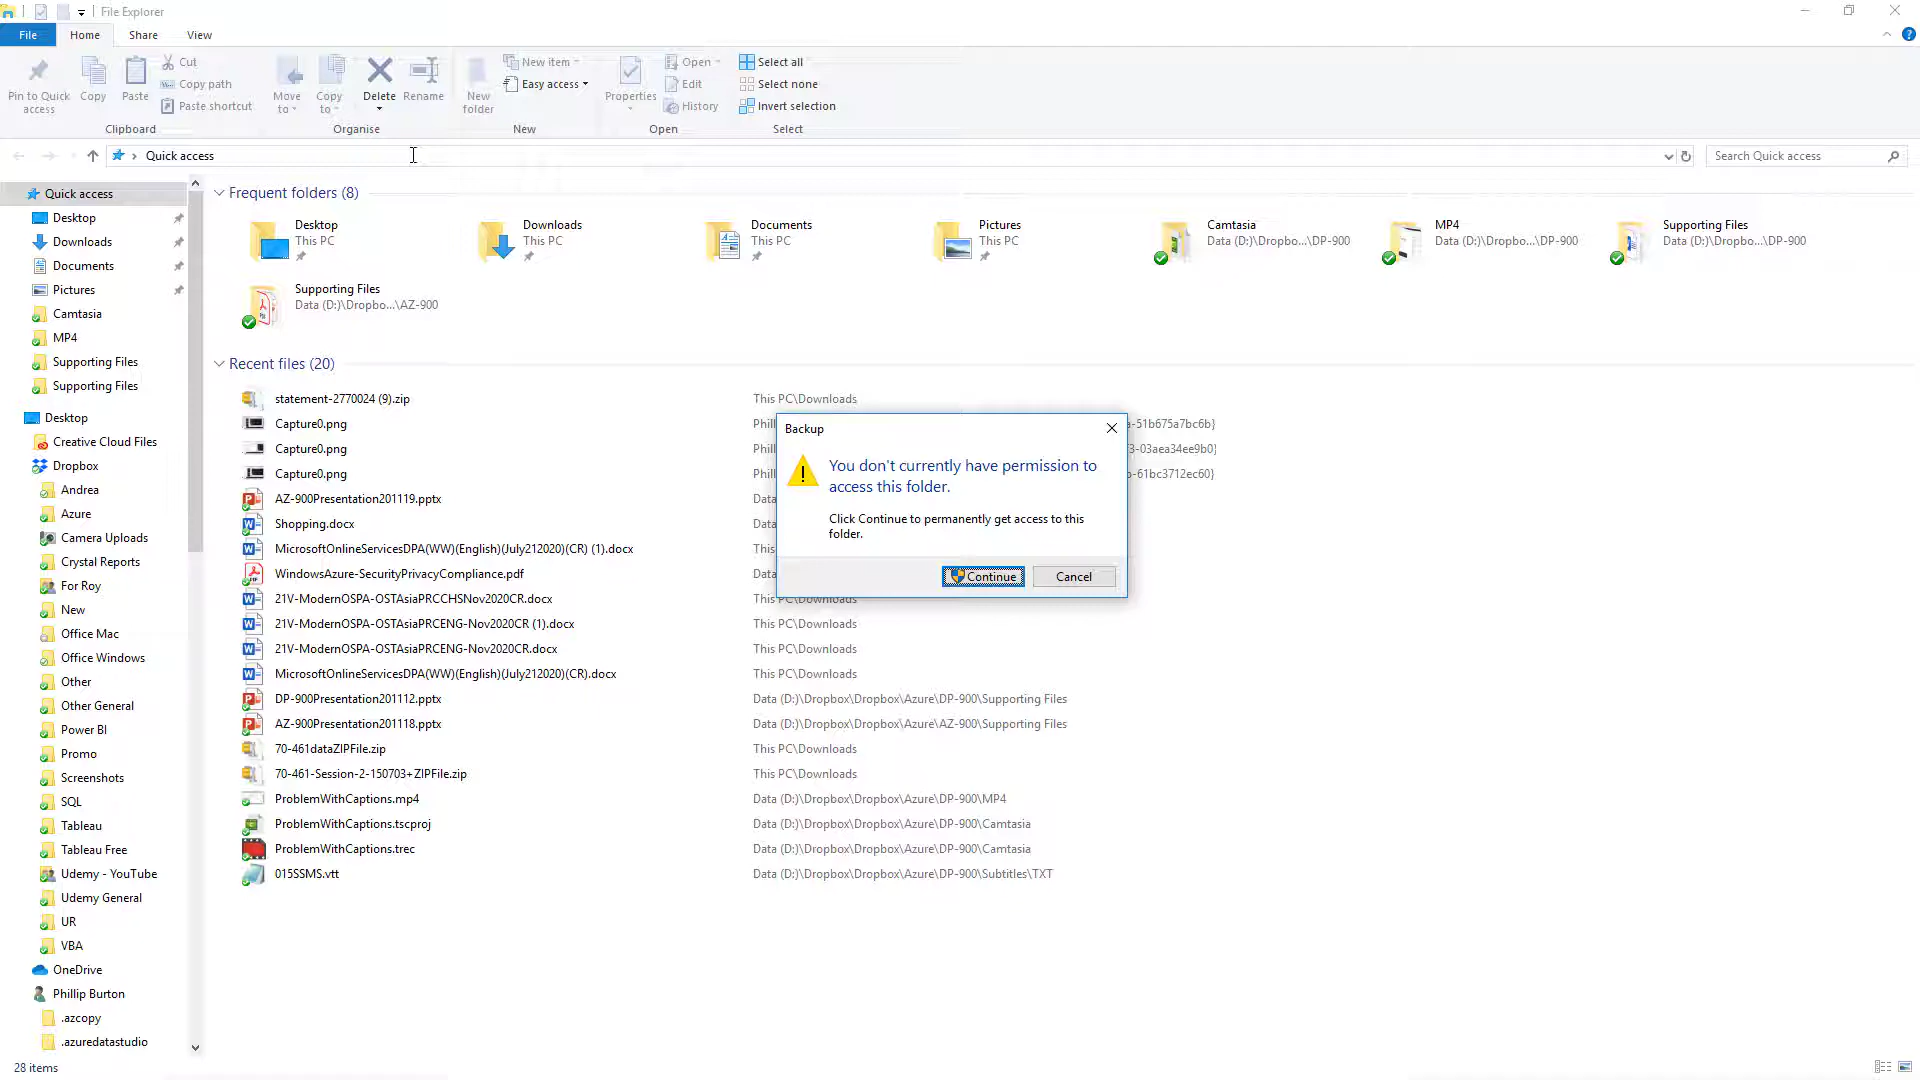 File Explorer
File Home Share View
Pin to Quick access
Copy
Paste
Cut
Copy path
Paste shortcut
Clipboard
Move to
Copy to
Delete
Rename
Organise
New folder
New item
Easy access
New
Properties
Open
Edit
History
Open
Select all
Select none
Invert selection
Select
Quick access
Search Quick access
Quick access
Desktop
Downloads
Documents
Pictures
Camtasia
MP4
Supporting Files
Supporting Files
Desktop
Creative Cloud Files
Dropbox
Andrea
Azure
Camera Uploads
Crystal Reports
For Roy
New
Office Mac
Office Windows
Other
Other General
Power BI
Promo
Screenshots
SQL
Tableau
Tableau Free
Udemy - YouTube
Udemy General
UR
VBA
OneDrive
Phillip Burton
.azcopy
.azuredatastudio
Frequent folders (8)
Desktop
This PC
Downloads
This PC
Documents
This PC
Pictures
This PC
Camtasia
Data (D:)\Dropbo...\DP-900
MP4
Data (D:)\Dropbo...\DP-900
Supporting Files
Data (D:)\Dropbo...\DP-900
Supporting Files
Data (D:)\Dropbo...\AZ-900
Recent files (20)
statement-2770024 (9).zip This PC\Downloads
Capture0.png Philli -51b675a7bc6b}
Capture0.png Philli 3-03aea34ee9b0}
Capture0.png Philli -61bc3712ec60}
AZ-900Presentation201119.pptx Data
Shopping.docx Data
MicrosoftOnlineServicesDPA(WW)(English)(July212020)(CR) (1).docx This
WindowsAzure-SecurityPrivacyCompliance.pdf Data
21V-ModernOSPA-OSTAsiaPRCCHSNov2020CR.docx This PC\Downloads
21V-ModernOSPA-OSTAsiaPRCENG-Nov2020CR (1).docx This PC\Downloads
21V-ModernOSPA-OSTAsiaPRCENG-Nov2020CR.docx This PC\Downloads
MicrosoftOnlineServicesDPA(WW)(English)(July212020)(CR).docx This PC\Downloads
DP-900Presentation201112.pptx Data (D:)\Dropbox\Dropbox\Azure\DP-900\Supporting Files
AZ-900Presentation201118.pptx Data (D:)\Dropbox\Dropbox\Azure\AZ-900\Supporting Files
70-461dataZIPFile.zip This PC\Downloads
70-461-Session-2-150703+ZIPFile.zip This PC\Downloads
ProblemWithCaptions.mp4 Data (D:)\Dropbox\Dropbox\Azure\DP-900\MP4
ProblemWithCaptions.tscproj Data (D:)\Dropbox\Dropbox\Azure\DP-900\Camtasia
ProblemWithCaptions.trec Data (D:)\Dropbox\Dropbox\Azure\DP-900\Camtasia
015SSMS.vtt Data (D:)\Dropbox\Dropbox\Azure\DP-900\Subtitles\TXT
Backup
You don't currently have permission to
access this folder.
Click Continue to permanently get access to this
folder.
Continue Cancel
28 items